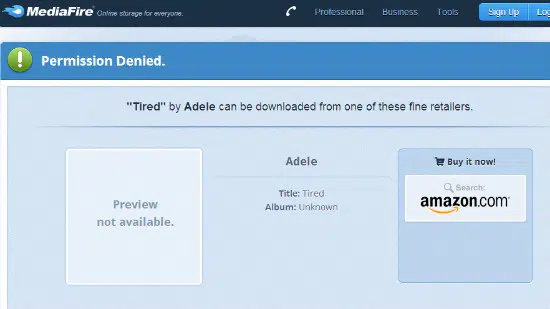 MediaFire Online storage for everyone.
Professional Business Tools Sign Up
Permission Denied.
"Tired" by Adele can be downloaded from one of these fine retailers.
Adele
Buy it now!
Preview
not available.
Title: Tired
Album: Unknown
Search:
amazon.com